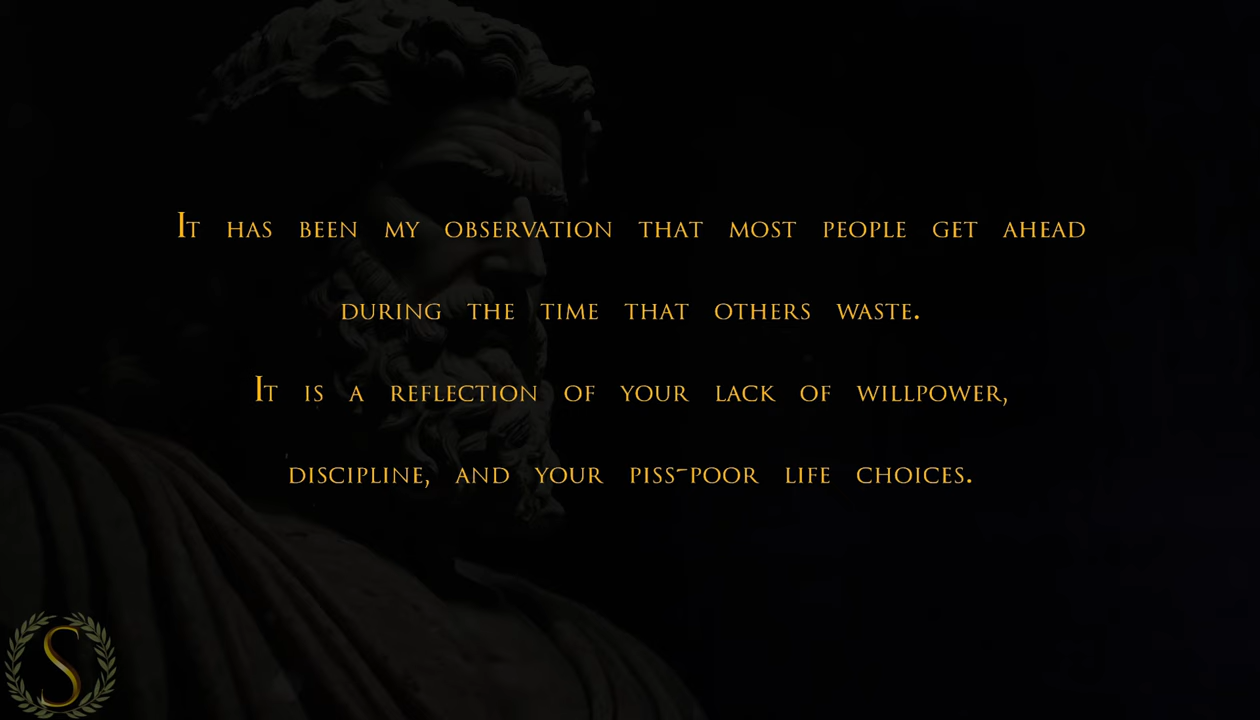 It has been my observation that most people get ahead
during the time that others waste.
It is a reflection of your lack of willpower,
discipline, and your piss-poor life choices.
S